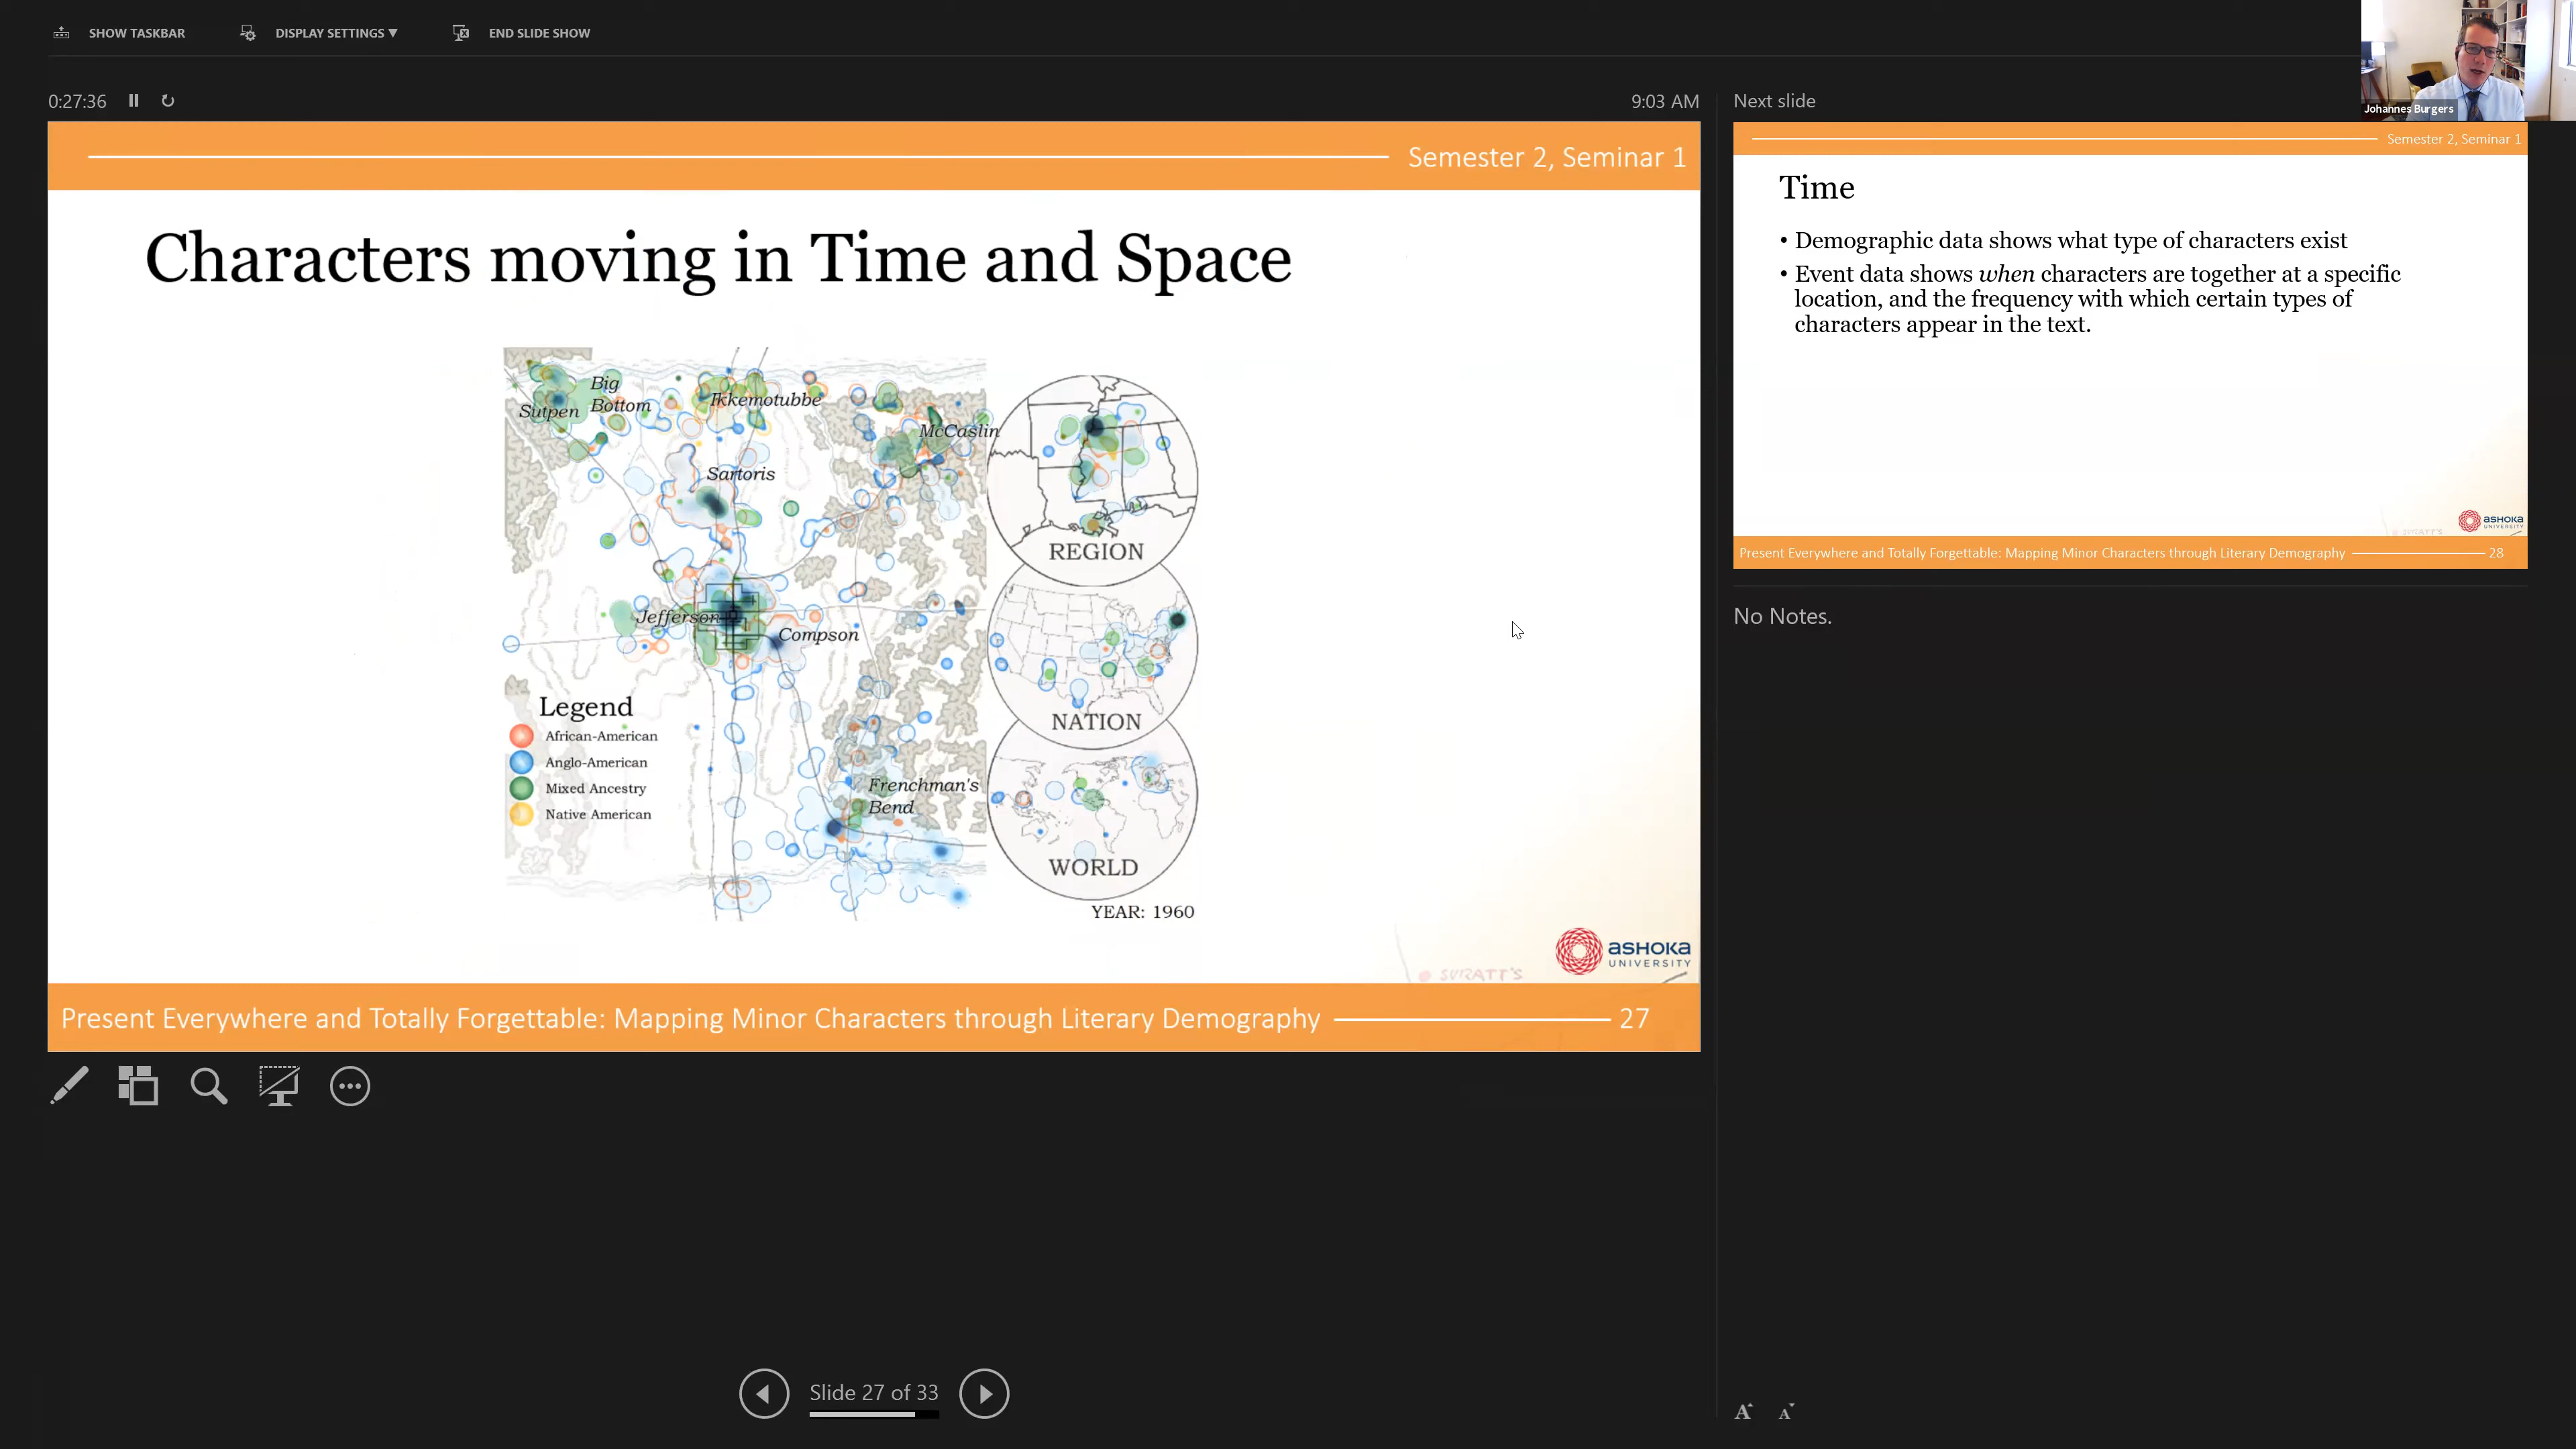 SHOW TASKBAR
DISPLAY SETTINGS ▼
END SLIDE SHOW
Johannes Burgers
0:27:36
9:03 AM
Next slide
Semester 2, Seminar 1
Characters moving in Time and Space
Big
Bottom
Sutpen
Ikkemotubbe
McCaslin
Sartoris
Jefferson
Compson
Legend
African-American
Anglo-American
Mixed Ancestry
Native American
Frenchman's
Bend
REGION
NATION
WORLD
YEAR: 1960
SURATT'S
ASHOKA
UNIVERSITY
Present Everywhere and Totally Forgettable: Mapping Minor Characters through Literary Demography
27
Semester 2, Seminar 1
Time
• Demographic data shows what type of characters exist
• Event data shows when characters are together at a specific
location, and the frequency with which certain types of
characters appear in the text.
SURATT'S
ASHOKA
UNIVERSITY
Present Everywhere and Totally Forgettable: Mapping Minor Characters through Literary Demography
28
No Notes.
Slide 27 of 33
A A